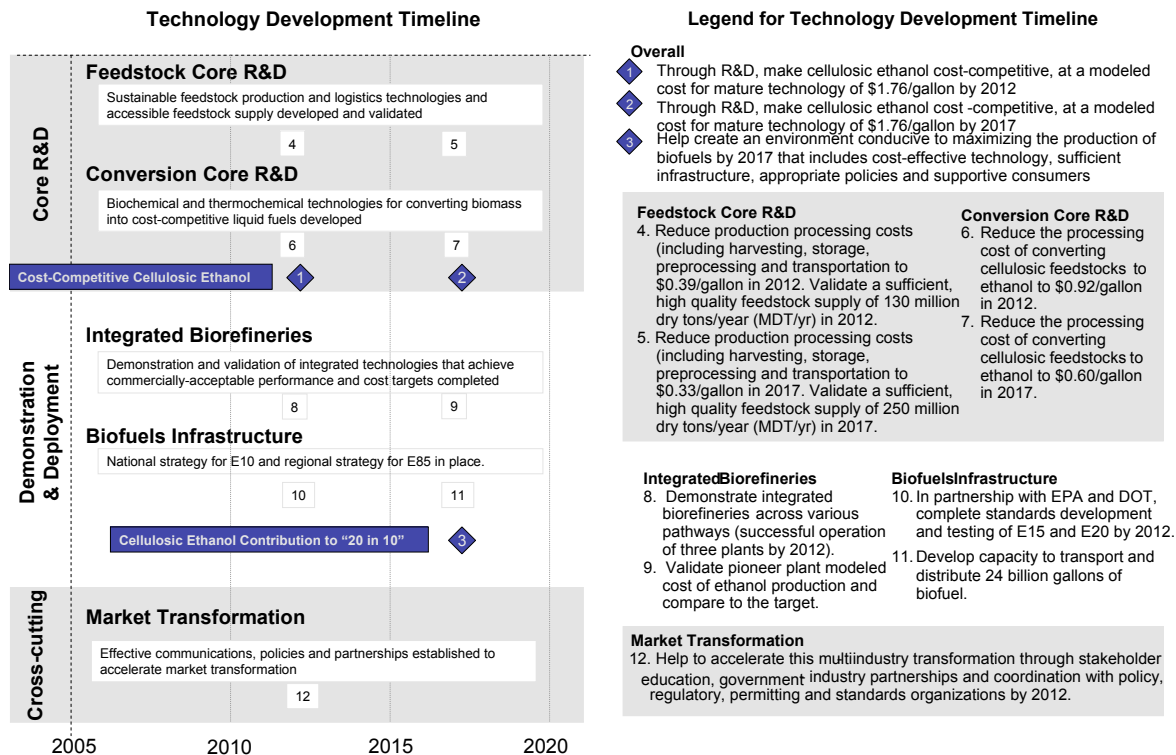 Technology Development Timeline
Core R&D
Feedstock Core R&D
Sustainable feedstock production and logistics technologies and
accessible feedstock supply developed and validated
4
5
Conversion Core R&D
Biochemical and thermochemical technologies for converting biomass
into cost-competitive liquid fuels developed
6
7
Cost-Competitive Cellulosic Ethanol
1
2
Demonstration
& Deployment
Integrated Biorefineries
Demonstration and validation of integrated technologies that achieve
commercially-acceptable performance and cost targets completed
8
9
Biofuels Infrastructure
National strategy for E10 and regional strategy for E85 in place.
10
11
Cellulosic Ethanol Contribution to “20 in 10”
3
Cross-cutting
Market Transformation
Effective communications, policies and partnerships established to
accelerate market transformation
12
2005
2010
2015
2020
Legend for Technology Development Timeline
Overall
1 Through R&D, make cellulosic ethanol cost-competitive, at a modeled
cost for mature technology of $1.76/gallon by 2012
2 Through R&D, make cellulosic ethanol cost -competitive, at a modeled
cost for mature technology of $1.76/gallon by 2017
3 Help create an environment conducive to maximizing the production of
biofuels by 2017 that includes cost-effective technology, sufficient
infrastructure, appropriate policies and supportive consumers
Feedstock Core R&D
4. Reduce production processing costs
(including harvesting, storage,
preprocessing and transportation to
$0.39/gallon in 2012. Validate a sufficient,
high quality feedstock supply of 130 million
dry tons/year (MDT/yr) in 2012.
5. Reduce production processing costs
(including harvesting, storage,
preprocessing and transportation to
$0.33/gallon in 2017. Validate a sufficient,
high quality feedstock supply of 250 million
dry tons/year (MDT/yr) in 2017.
Conversion Core R&D
6. Reduce the processing
cost of converting
cellulosic feedstocks to
ethanol to $0.92/gallon
in 2012.
7. Reduce the processing
cost of converting
cellulosic feedstocks to
ethanol to $0.60/gallon
in 2017.
IntegratedBiorefineries
8. Demonstrate integrated
biorefineries across various
pathways (successful operation
of three plants by 2012).
9. Validate pioneer plant modeled
cost of ethanol production and
compare to the target.
BiofuelsInfrastructure
10. In partnership with EPA and DOT,
complete standards development
and testing of E15 and E20 by 2012.
11. Develop capacity to transport and
distribute 24 billion gallons of
biofuel.
Market Transformation
12. Help to accelerate this multiindustry transformation through stakeholder
education, government- industry partnerships and coordination with policy,
regulatory, permitting and standards organizations by 2012.